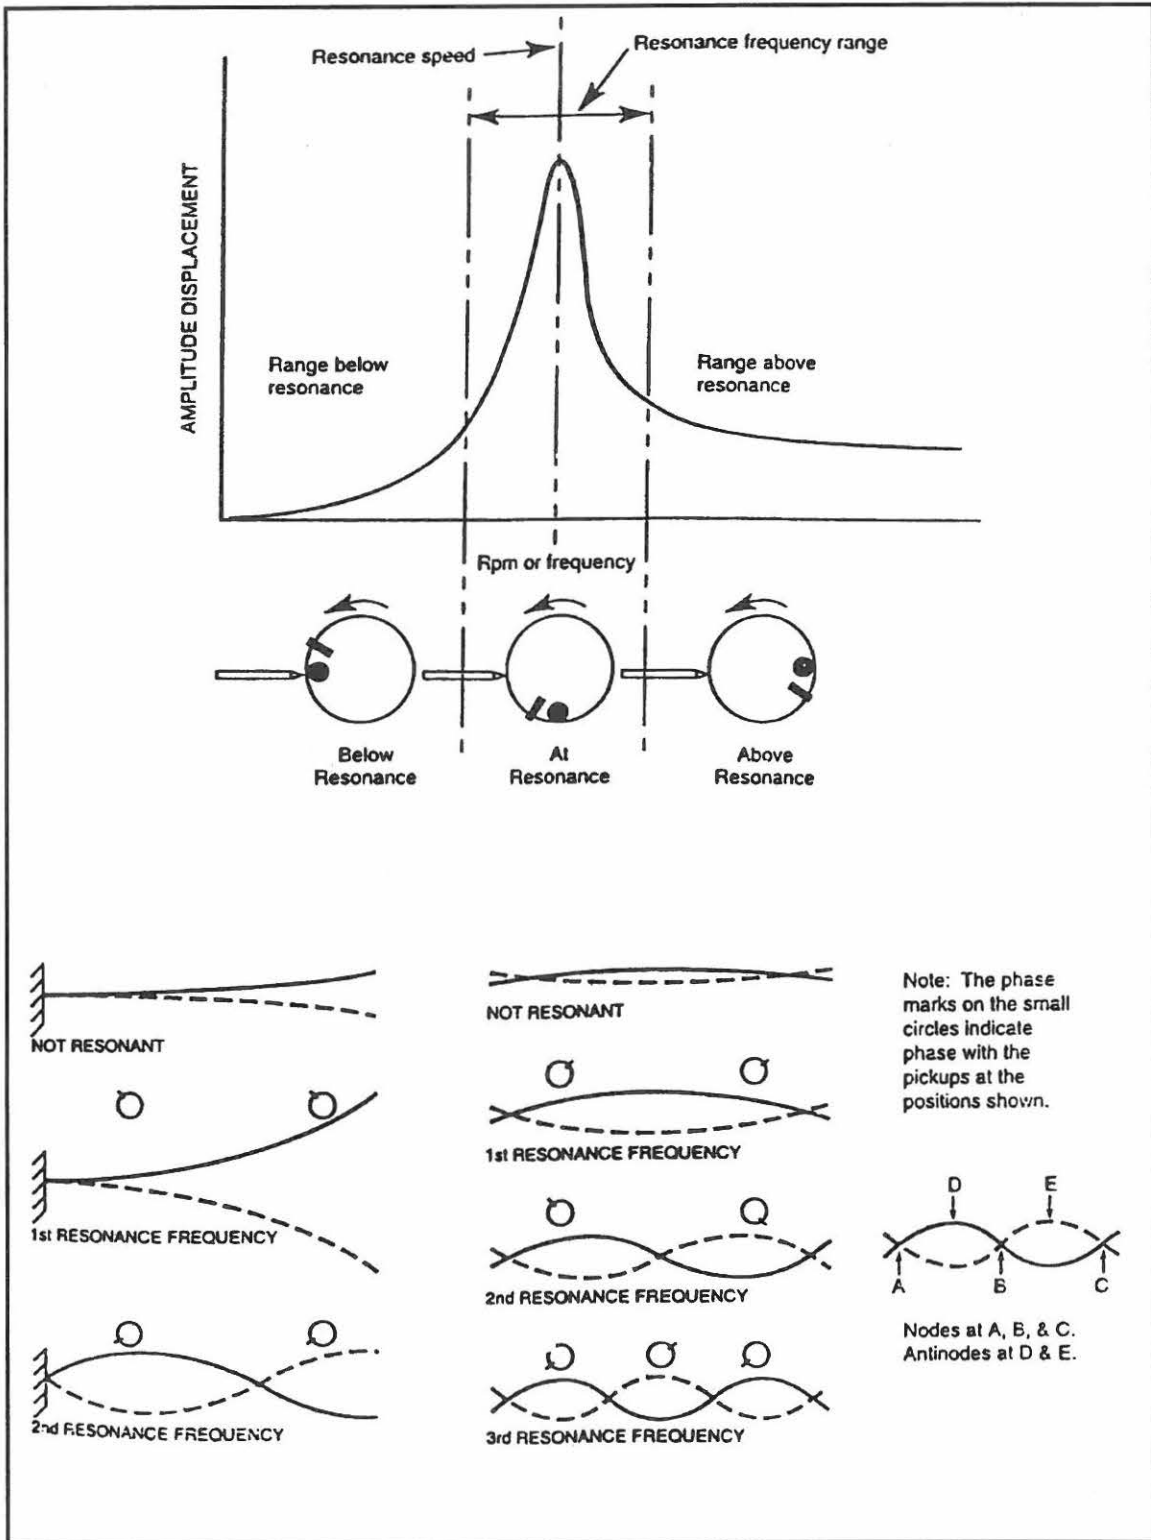 Resonance speed
Resonance frequency range
AMPLITUDE DISPLACEMENT
Range below
resonance
Range above
resonance
Rpm or frequency
Below
Resonance
At
Resonance
Above
Resonance
NOT RESONANT
1st RESONANCE FREQUENCY
2nd RESONANCE FREQUENCY
NOT RESONANT
1st RESONANCE FREQUENCY
2nd RESONANCE FREQUENCY
3rd RESONANCE FREQUENCY
Note: The phase
marks on the small
circles indicate
phase with the
pickups at the
positions shown.
D E
A B C
Nodes at A, B, & C.
Antinodes at D & E.